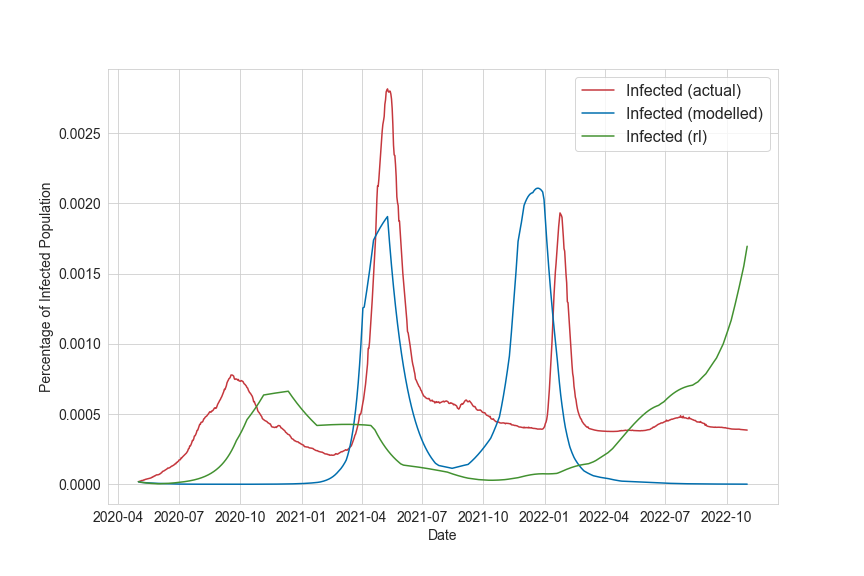 Infected (actual)
Infected (modelled)
Infected (rl)
Percentage of Infected Population
0.0025
0.0020
0.0015
0.0010
0.0005
0.0000
2020-04 2020-07 2020-10 2021-01 2021-04 2021-07 2021-10 2022-01 2022-04 2022-07 2022-10
Date